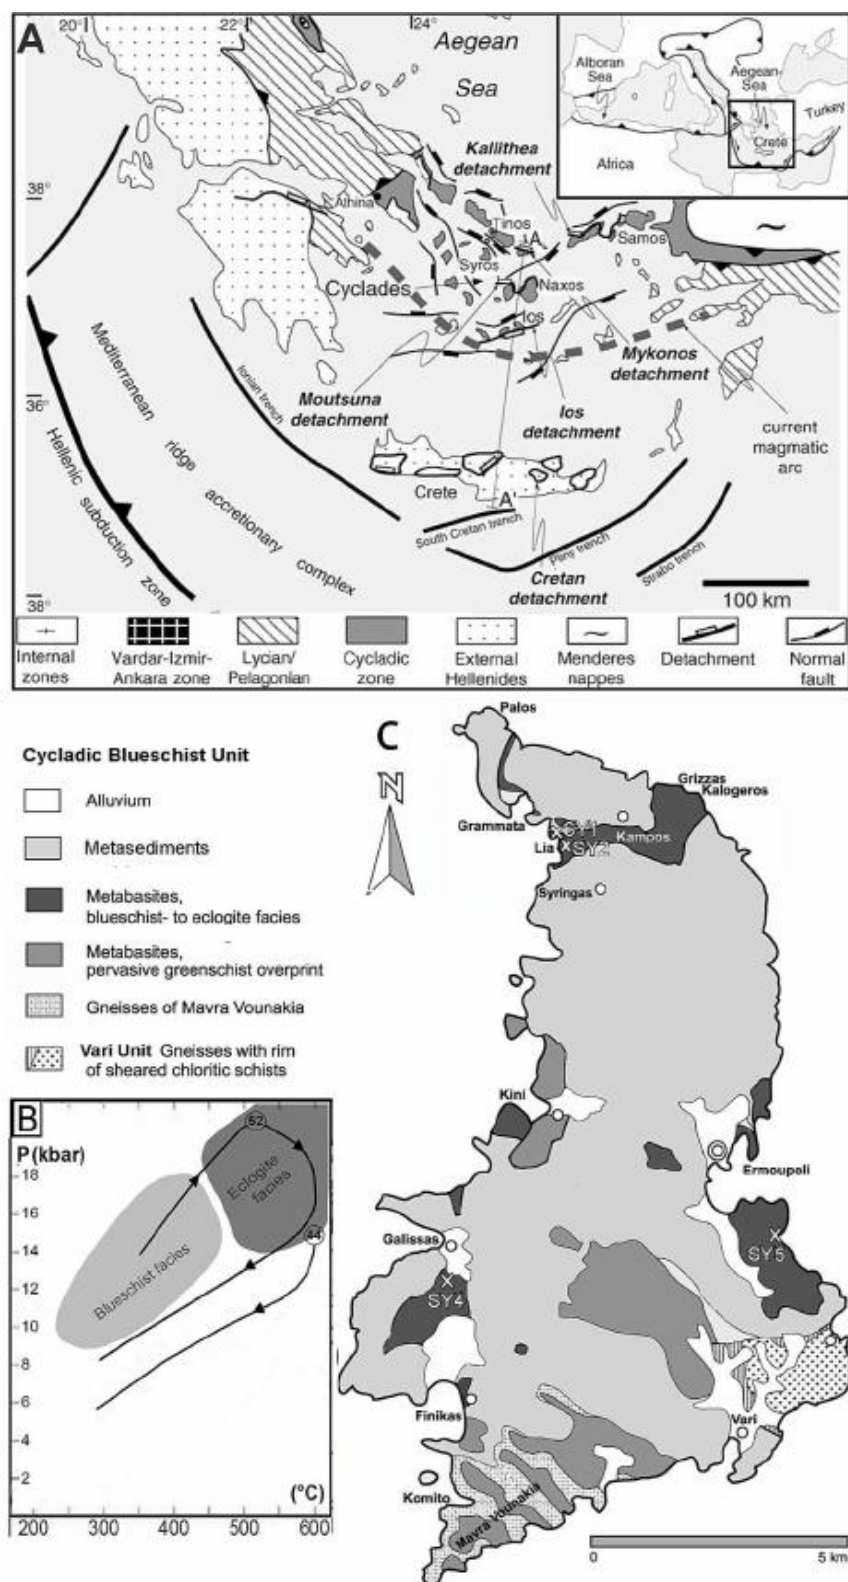 A
20°
22°
24°
Aegean
Sea
Alboran
Sea
Aegean-
Sea
Turkey
Crete
Africa
Kallithea
detachment
38°
Athina
Tinos
A
Samos
Syros
Cyclades
Naxos
Ios
Mykonos
detachment
Moutsuna
detachment
Ios
detachment
36°
current
magmatic
arc
Mediterranean
ridge
accretionary
complex
Ionian trench
Hellenic subduction zone
Crete
A'
South Cretan trench
Pliny trench
Strabo trench
Cretan
detachment
38°
100 km
Internal
zones
Vardar-Izmir-
Ankara zone
Lycian/
Pelagonian
Cycladic
zone
External
Hellenides
Menderes
nappes
Detachment
Normal
fault
Cycladic Blueschist Unit
Alluvium
Metasediments
Metabasites,
blueschist- to eclogite facies
Metabasites,
pervasive greenschist overprint
Gneisses of Mavra Vounakia
Vari Unit Gneisses with rim
of sheared chloritic schists
B
P (kbar)
18
16
14
12
10
8
6
4
2
52
Eclogite
facies
44
Blueschist facies
(°C)
200
300
400
500
600
C
N
Palos
Grizzas
Kalogeros
Grammata
SY1
Kampos
Lia
SY2
Syringas
Kini
Ermoupoli
Galissas
SY5
SY4
Finikas
Vari
Komito
Mavra Vounakia
0
5 km